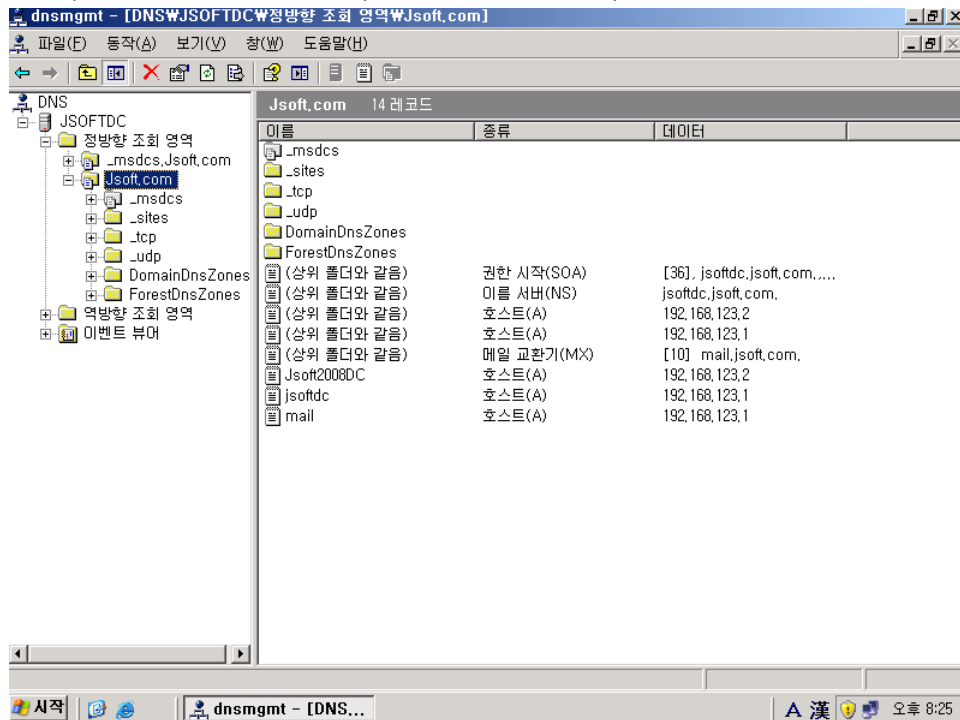 dnsmgmt - [DNS₩JSOFTDC₩정방향 조회 영역₩Jsoft.com]
파일(F) 동작(A) 보기(V) 창(W) 도움말(H)
DNS
JSOFTDC
정방향 조회 영역
_msdcs.Jsoft.com
Jsoft.com
_msdcs
_sites
_tcp
_udp
DomainDnsZones
ForestDnsZones
역방향 조회 영역
이벤트 뷰어
Jsoft.com 14 레코드
이름 종류 데이터
_msdcs
_sites
_tcp
_udp
DomainDnsZones
ForestDnsZones
(상위 폴더와 같음) 권한 시작(SOA) [36], jsoftdc.jsoft.com.,...
(상위 폴더와 같음) 이름 서버(NS) jsoftdc.jsoft.com.
(상위 폴더와 같음) 호스트(A) 192.168.123.2
(상위 폴더와 같음) 호스트(A) 192.168.123.1
(상위 폴더와 같음) 메일 교환기(MX) [10] mail.jsoft.com.
Jsoft2008DC 호스트(A) 192.168.123.2
jsoftdc 호스트(A) 192.168.123.1
mail 호스트(A) 192.168.123.1
시작 dnsmgmt - [DNS... A 漢 오후 8:25